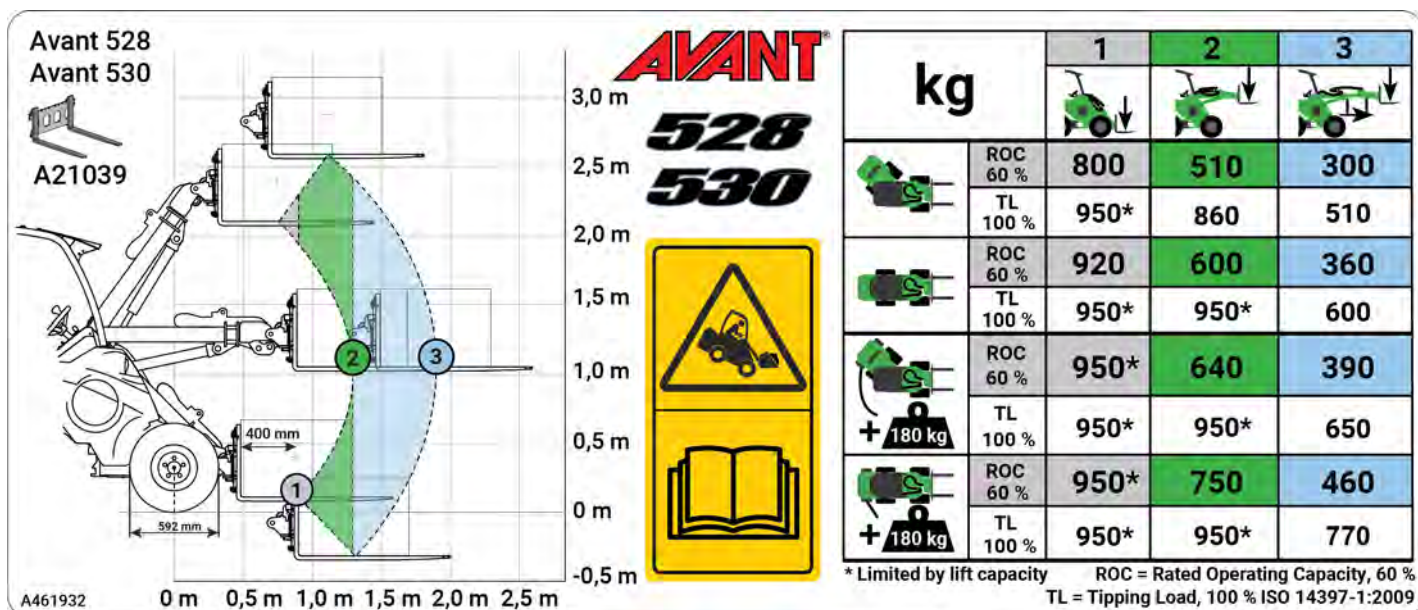 Avant 528
Avant 530
A21039
3,0 m
2,5 m
2,0 m
1,5 m
1,0 m
0,5 m
0 m
-0,5 m
2
3
400 mm
1
592 mm
A461932
0 m 0,5 m 1,0 m 1,5 m 2,0 m 2,5 m
AVANT®
528
530
kg 1 2 3
ROC 60 % 800 510 300
TL 100 % 950* 860 510
ROC 60 % 920 600 360
TL 100 % 950* 950* 600
ROC 60 % 950* 640 390
+ 180 kg TL 100 % 950* 950* 650
ROC 60 % 950* 750 460
+ 180 kg TL 100 % 950* 950* 770
* Limited by lift capacity ROC = Rated Operating Capacity, 60 %
TL = Tipping Load, 100 % ISO 14397-1:2009